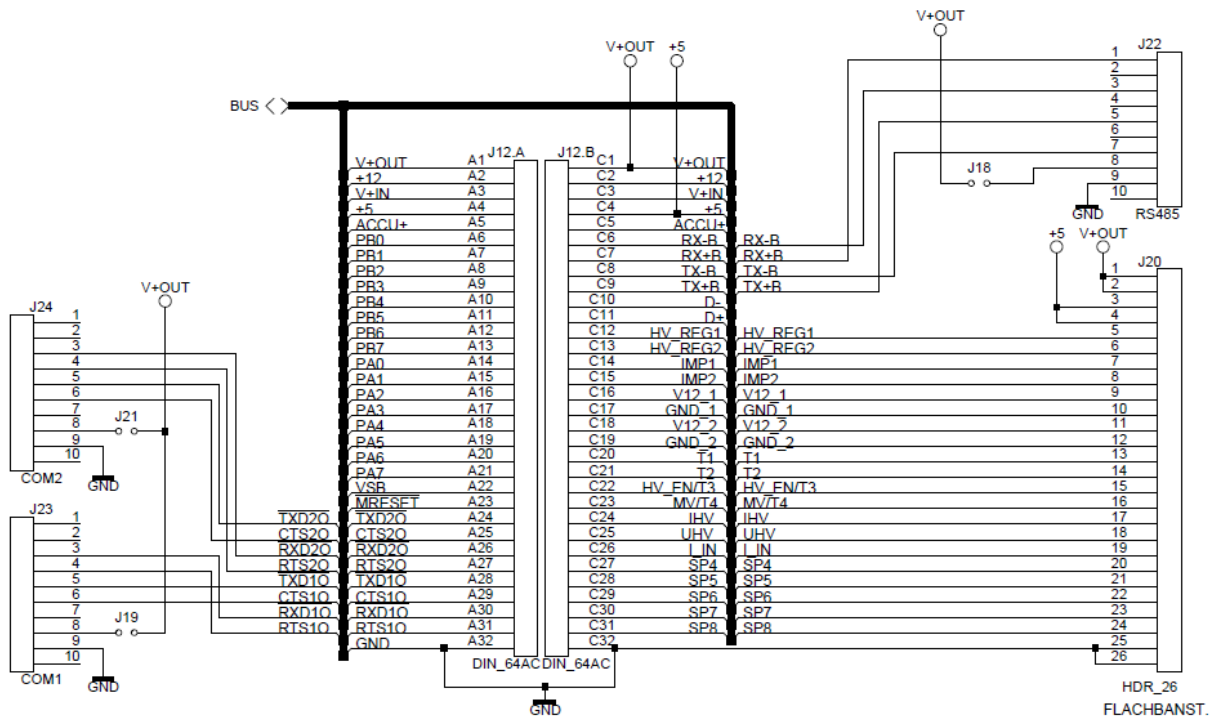 V+OUT
J22
V+OUT +5
1
2
3
4
5
6
7
8
9
10
BUS
J18
GND
RS485
J12.A J12.B
V+OUT A1 C1 V+OUT
+12 A2 C2 +12
V+IN A3 C3 V+IN
+5 A4 C4 +5
ACCU+ A5 C5 ACCU+
PB0 A6 C6 RX-B RX-B
PB1 A7 C7 RX+B RX+B
PB2 A8 C8 TX-B TX-B
PB3 A9 C9 TX+B TX+B
PB4 A10 C10 D-
PB5 A11 C11 D+
PB6 A12 C12 HV_REG1 HV_REG1
PB7 A13 C13 HV_REG2 HV_REG2
PA0 A14 C14 IMP1 IMP1
PA1 A15 C15 IMP2 IMP2
PA2 A16 C16 V12_1 V12_1
PA3 A17 C17 GND_1 GND_1
PA4 A18 C18 V12_2 V12_2
PA5 A19 C19 GND_2 GND_2
PA6 A20 C20 T1 T1
PA7 A21 C21 T2 T2
VSB A22 C22 HV_EN/T3 HV_EN/T3
MRESET A23 C23 MV/T4 MV/T4
TXD2O TXD2O A24 C24 IHV IHV
CTS2O CTS2O A25 C25 UHV UHV
RXD2O RXD2O A26 C26 I_IN I_IN
RTS2O RTS2O A27 C27 SP4 SP4
TXD1O TXD1O A28 C28 SP5 SP5
CTS1O CTS1O A29 C29 SP6 SP6
RXD1O RXD1O A30 C30 SP7 SP7
RTS1O RTS1O A31 C31 SP8 SP8
GND A32 C32
DIN_64AC DIN_64AC
GND
+5 V+OUT
J20
1
2
3
4
5
6
7
8
9
10
11
12
13
14
15
16
17
18
19
20
21
22
23
24
25
26
HDR_26
FLACHBANST.
V+OUT
J24
1
2
3
4
5
6
7
8
9
10
J21
COM2
GND
J23
1
2
3
4
5
6
7
8
9
10
J19
COM1
GND